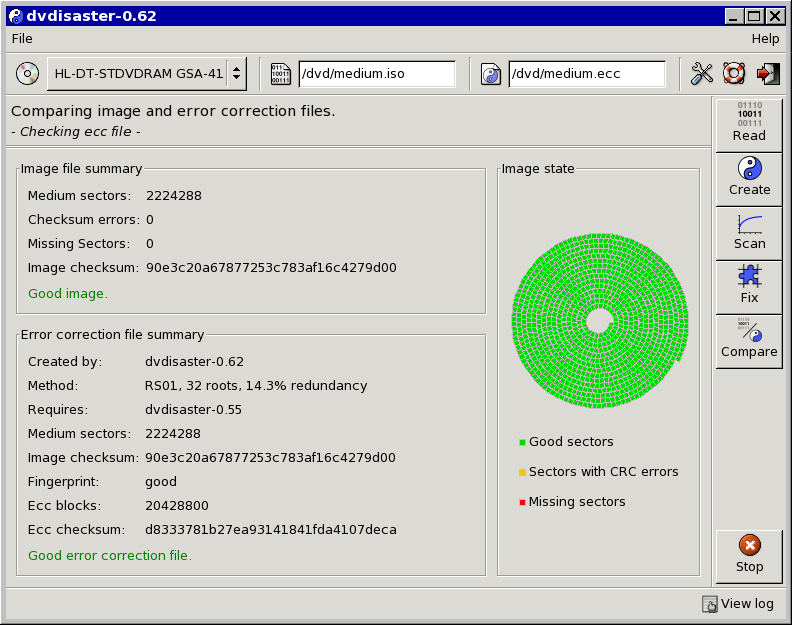 dvdisaster-0.62
File Help
HL-DT-STDVDRAM GSA-41 /dvd/medium.iso /dvd/medium.ecc
Comparing image and error correction files.
- Checking ecc file -
Image file summary
Medium sectors: 2224288
Checksum errors: 0
Missing Sectors: 0
Image checksum: 90e3c20a67877253c783af16c4279d00
Good image.
Error correction file summary
Created by: dvdisaster-0.62
Method: RS01, 32 roots, 14.3% redundancy
Requires: dvdisaster-0.55
Medium sectors: 2224288
Image checksum: 90e3c20a67877253c783af16c4279d00
Fingerprint: good
Ecc blocks: 20428800
Ecc checksum: d8333781b27ea93141841fda4107deca
Good error correction file.
Image state
Good sectors
Sectors with CRC errors
Missing sectors
01110
10011
00111
Read
Create
Scan
Fix
Compare
Stop
View log